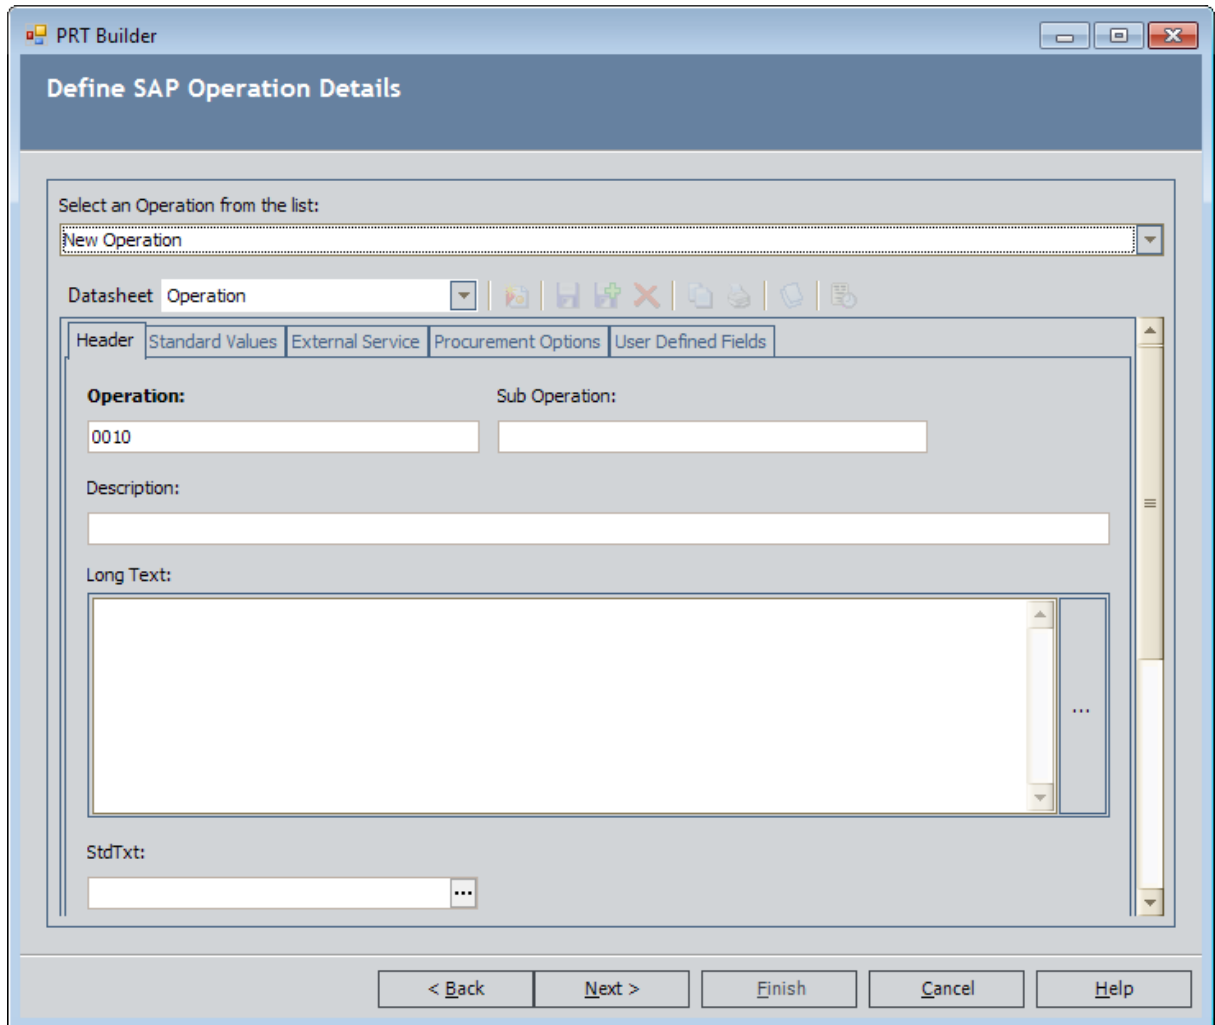 PRT Builder
Define SAP Operation Details
Select an Operation from the list:
New Operation
Datasheet Operation
Header Standard Values External Service Procurement Options User Defined Fields
Operation: Sub Operation:
0010
Description:
Long Text:
...
StdTxt:
...
< Back Next > Finish Cancel Help